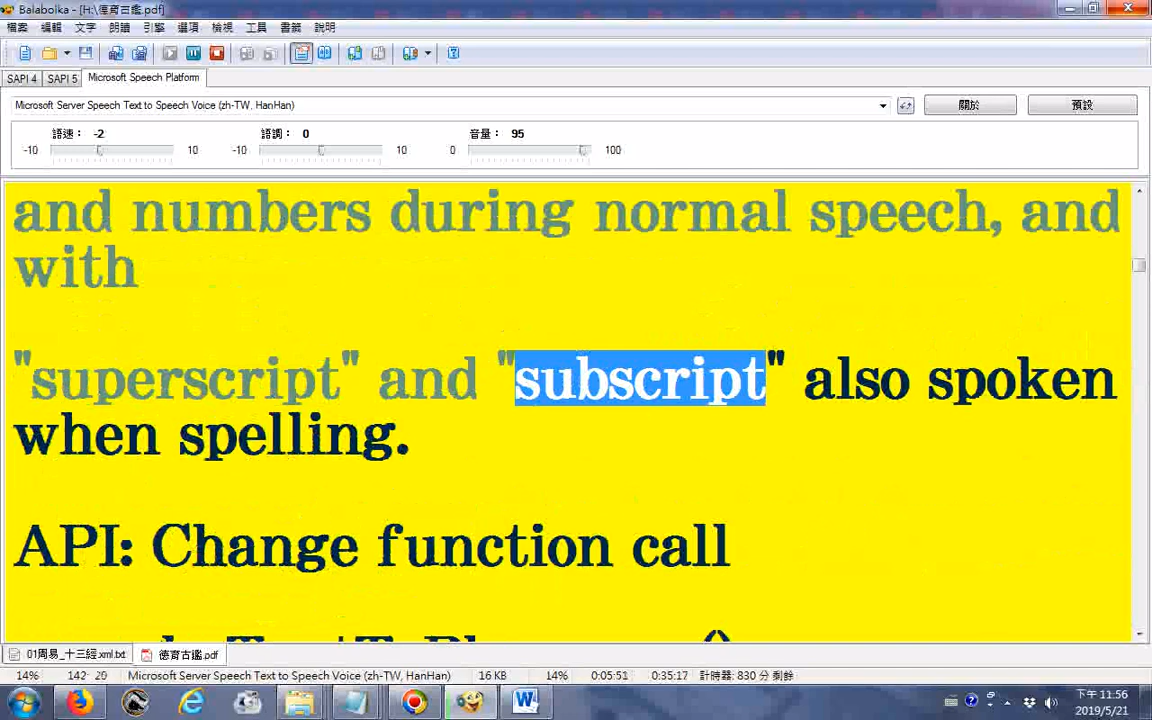 Balabolka - [H:\德育古鑑.pdf]
檔案 編輯 文字 朗讀 引擎 選項 檢視 工具 書籤 說明
SAPI 4 SAPI 5 Microsoft Speech Platform
Microsoft Server Speech Text to Speech Voice (zh-TW, HanHan) 關於 預設
語速： -2 語調： 0 音量： 95
-10 10 -10 10 0 100
and numbers during normal speech, and
with
"superscript" and "subscript" also spoken
when spelling.
API: Change function call
01周易_十三經.xml.txt 德育古鑑.pdf
14% 142 : 20 Microsoft Server Speech Text to Speech Voice (zh-TW, HanHan) 16 KB 14% 0:05:51 0:35:17 計時器: 830 分 剩餘
下午 11:56
2019/5/21